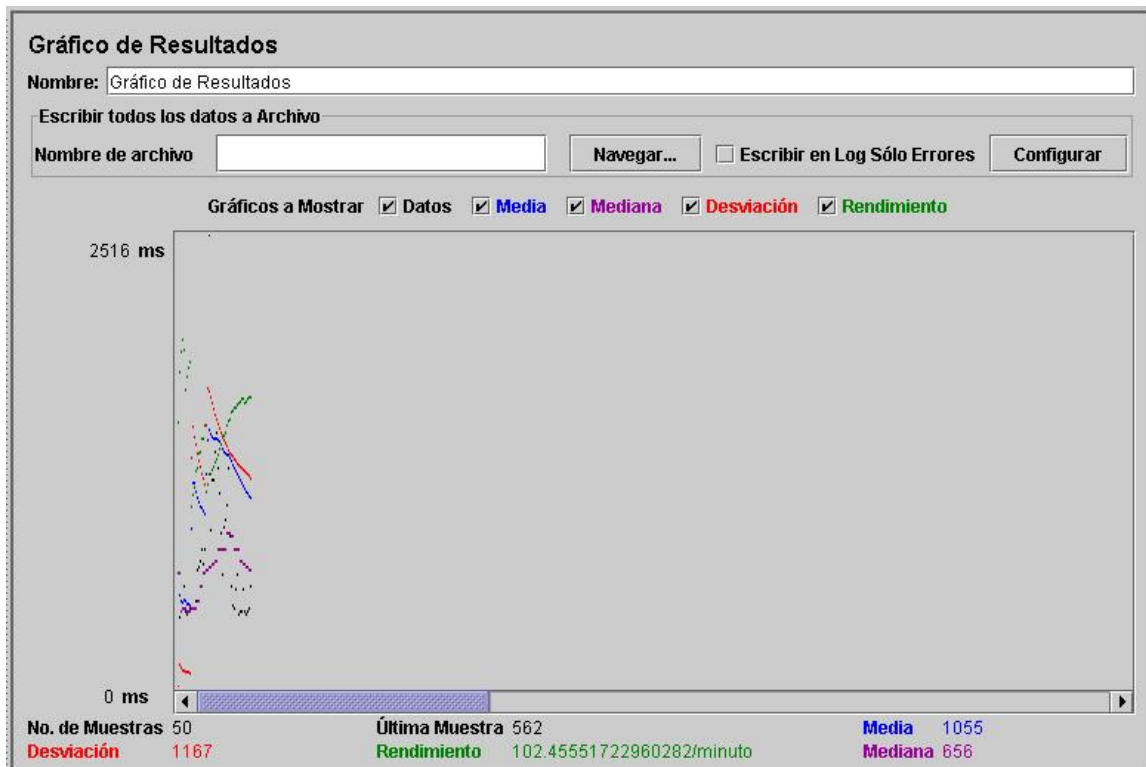 Gráfico de Resultados
Nombre: Gráfico de Resultados
Escribir todos los datos a Archivo
Nombre de archivo Navegar... Escribir en Log Sólo Errores Configurar
Gráficos a Mostrar Datos Media Mediana Desviación Rendimiento
2516 ms
0 ms
No. de Muestras 50 Última Muestra 562 Media 1055
Desviación 1167 Rendimiento 102.45551722960282/minuto Mediana 656